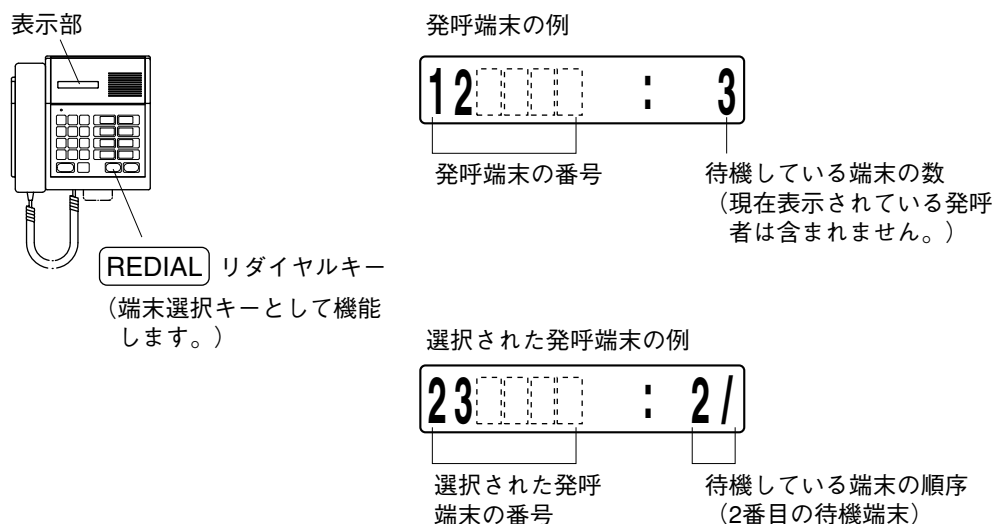 表示部
発呼端末の例
12 : 3
発呼端末の番号
待機している端末の数
（現在表示されている発呼
者は含まれません。）
REDIAL リダイヤルキー
（端末選択キーとして機能
します。）
選択された発呼端末の例
23 : 2/
選択された発呼
端末の番号
待機している端末の順序
（2番目の待機端末）